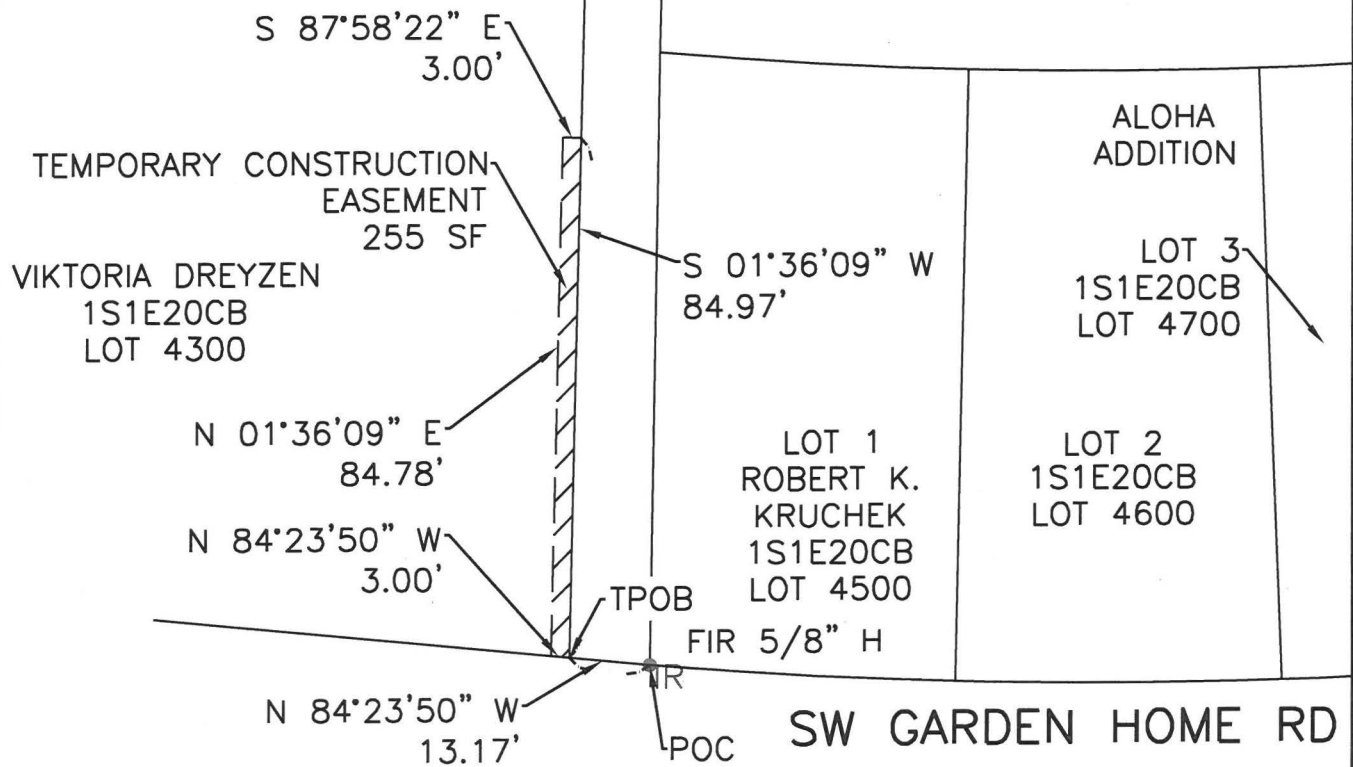 S 87°58'22" E
3.00'
TEMPORARY CONSTRUCTION
EASEMENT
255 SF
VIKTORIA DREYZEN
1S1E20CB
LOT 4300
N 01°36'09" E
84.78'
N 84°23'50" W
3.00'
N 84°23'50" W
13.17'
S 01°36'09" W
84.97'
TPOB
FIR 5/8" H
NR
POC
LOT 1
ROBERT K.
KRUCHEK
1S1E20CB
LOT 4500
LOT 2
1S1E20CB
LOT 4600
ALOHA
ADDITION
LOT 3
1S1E20CB
LOT 4700
SW GARDEN HOME RD